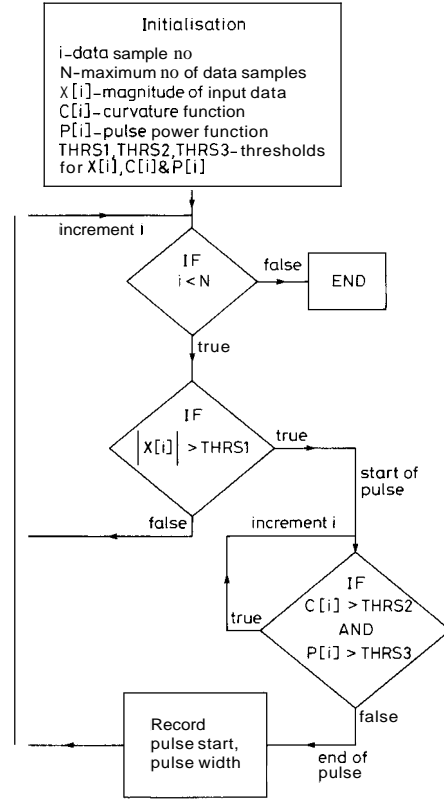 Initialisation
i-data sample no
N-maximum no of data samples
X[i]-magnitude of input data
C[i]-curvature function
P[i]-pulse power function
THRS1,THRS2,THRS3-thresholds
for X[i],C[i]&P[i]
increment i
IF
i<N
false
END
true
IF
|X[i]| >THRS1
true
start of
pulse
false
increment i
IF
C[i] >THRS2
AND
P[i]>THRS3
true
false
Record
pulse start,
pulse width
end of
pulse